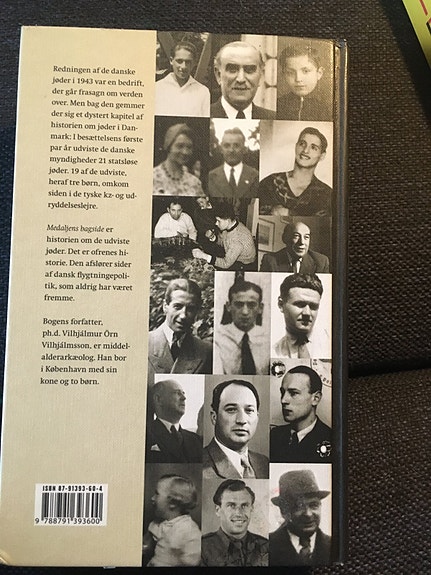 Redningen af de danske
jøder i 1943 var en bedrift,
der går frasagn om verden
over. Men bag den gemmer
der sig et dystert kapitel af
historien om jøder i Dan-
mark: I besættelsens første
par år udviste de danske
myndigheder 21 statsløse
jøder. 19 af de udviste,
heraf tre børn, omkom
siden i de tyske kz- og ud-
ryddelseslejre.
Medaljens bagside er
historien om de udviste
jøder. Det er ofrenes hi-
storie. Den afslører sider
af dansk flygtningepoli-
tik, som aldrig har været
fremme.
Bogens forfatter,
ph.d. Vilhjálmur Örn
Vilhjálmsson, er middel-
alderarkæolog. Han bor
i København med sin
kone og to børn.
ISBN 87-91393-60-4
9 788791 393600